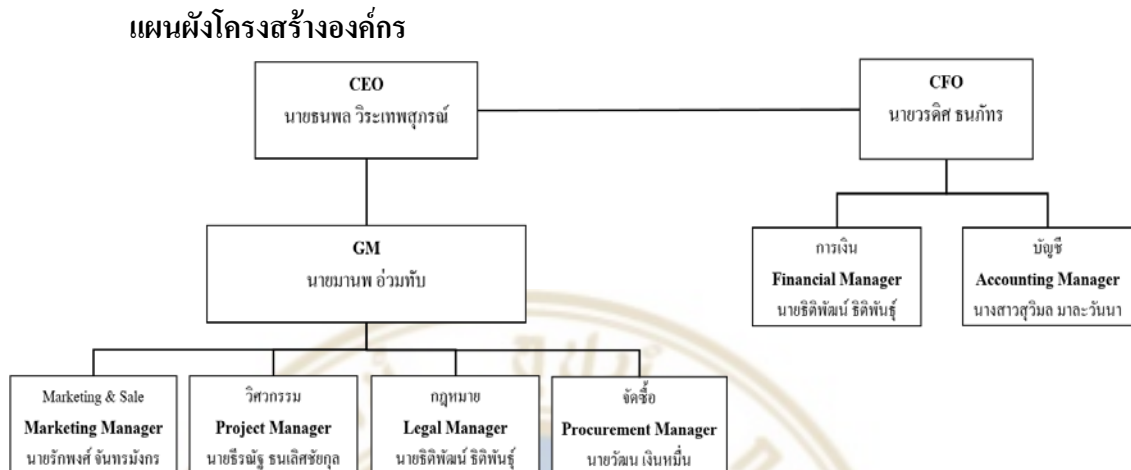 แผนผังโครงสร้างองค์กร
CEO
นายธนพล วิระเทพสุภรณ์
CFO
นายวรดิศ ธนภัทร
GM
นายมานพ อ่วมทับ
การเงิน
Financial Manager
นายธิติพัฒน์ ธิติพันธุ์
บัญชี
Accounting Manager
นางสาวสุวิมล มาละวันนา
Marketing & Sale
Marketing Manager
นายรักพงศ์ จันทรมังกร
วิศวกรรม
Project Manager
นายธีรณัฐ ธนเลิศชัยกุล
กฎหมาย
Legal Manager
นายธิติพัฒน์ ธิติพันธุ์
จัดซื้อ
Procurement Manager
นายวัฒน เงินหมื่น